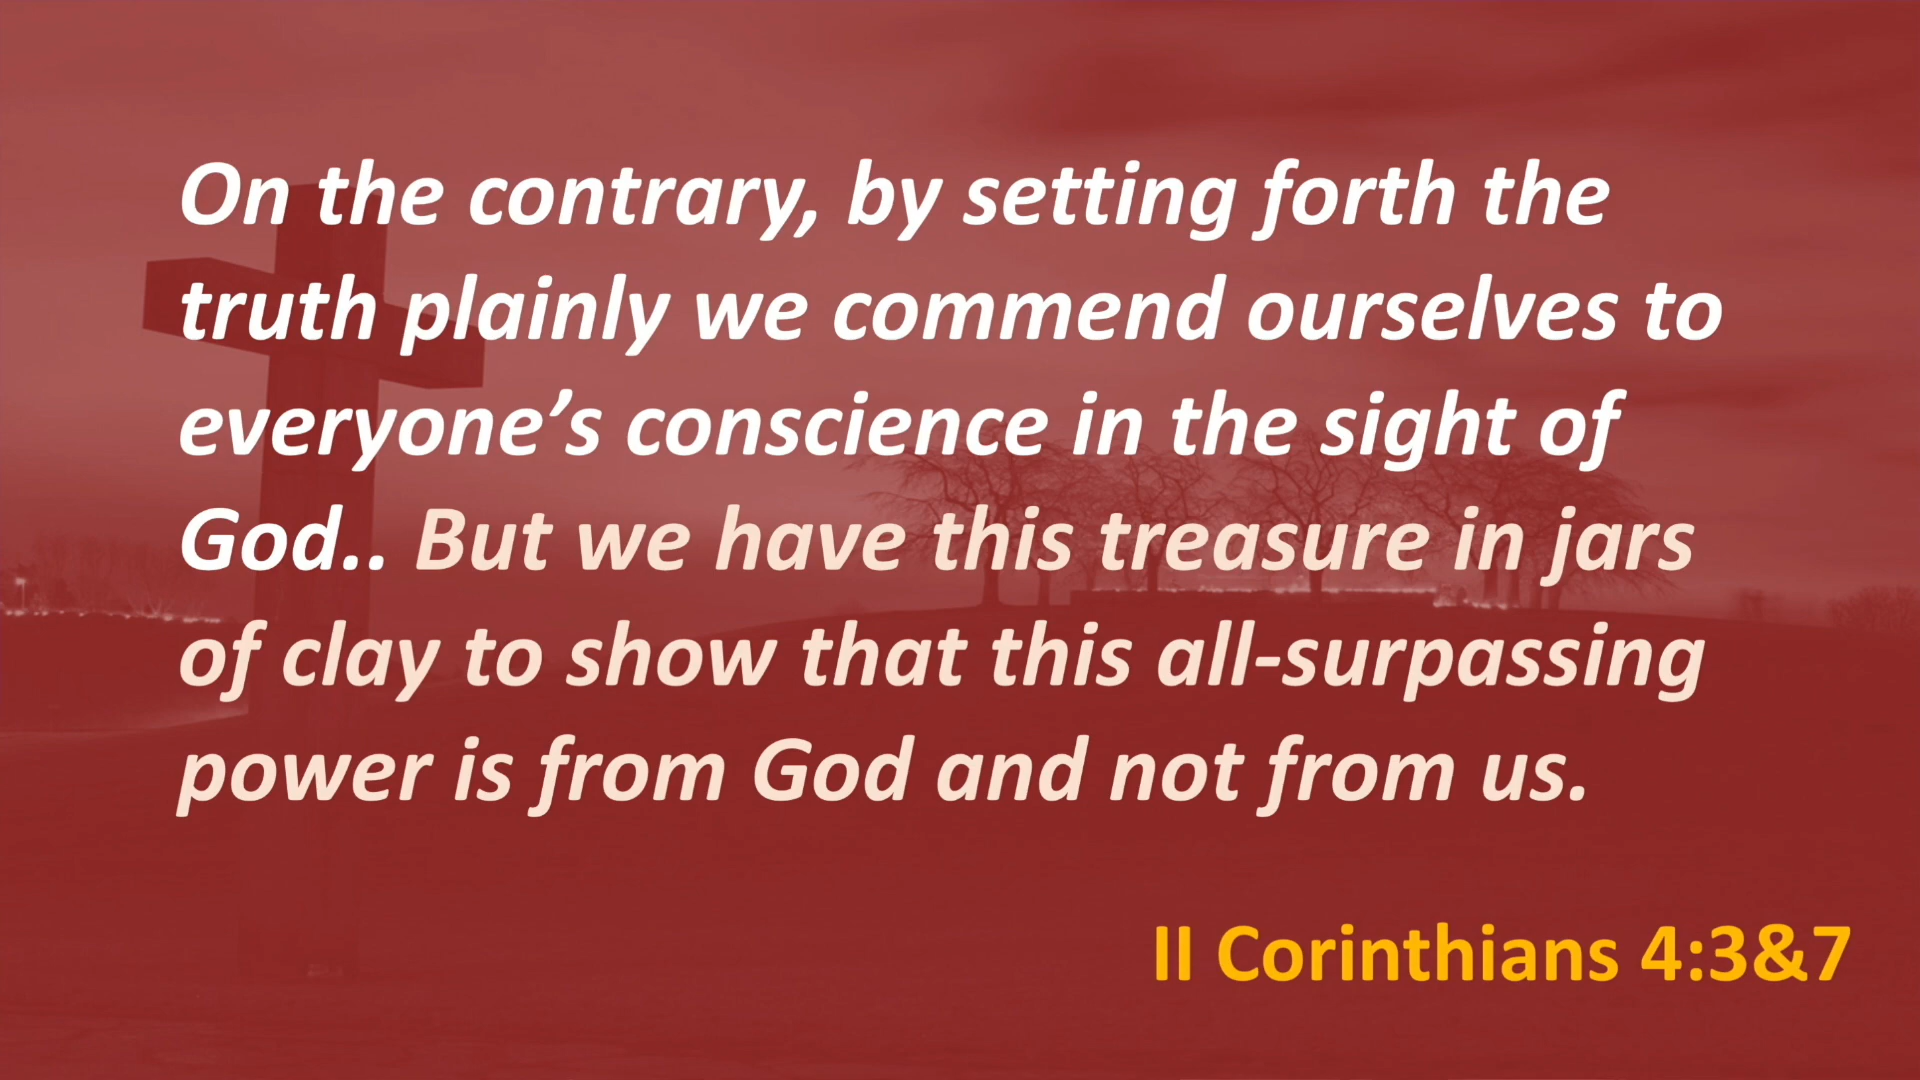 On the contrary, by setting forth the
truth plainly we commend ourselves to
everyone’s conscience in the sight of
God.. But we have this treasure in jars
of clay to show that this all-surpassing
power is from God and not from us.
II Corinthians 4:3&7